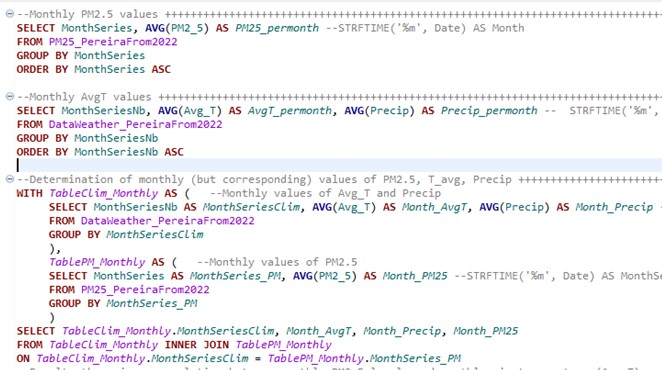 --Monthly PM2.5 values ++++++++++++++++++++++++++++++++++++++++++++++++++++++++++++++
SELECT MonthSeries, AVG(PM2_5) AS PM25_permonth --STRFTIME('%m', Date) AS Month
FROM PM25_PereiraFrom2022
GROUP BY MonthSeries
ORDER BY MonthSeries ASC
--Monthly AvgT values ++++++++++++++++++++++++++++++++++++++++++++++++++++++++++++++
SELECT MonthSeriesNb, AVG(Avg_T) AS AvgT_permonth, AVG(Precip) AS Precip_permonth -- STRFTIME('%m',
FROM DataWeather_PereiraFrom2022
GROUP BY MonthSeriesNb
ORDER BY MonthSeriesNb ASC
--Determination of monthly (but corresponding) values of PM2.5, T_avg, Precip ++++++++++++++++++
WITH TableClim_Monthly AS ( --Monthly values of Avg_T and Precip
SELECT MonthSeriesNb AS MonthSeriesClim, AVG(Avg_T) AS Month_AvgT, AVG(Precip) AS Month_Precip
FROM DataWeather_PereiraFrom2022
GROUP BY MonthSeriesClim
),
TablePM_Monthly AS ( --Monthly values of PM2.5
SELECT MonthSeries AS MonthSeries_PM, AVG(PM2_5) AS Month_PM25 --STRFTIME('%m', Date) AS MonthSe
FROM PM25_PereiraFrom2022
GROUP BY MonthSeries_PM
)
SELECT TableClim_Monthly.MonthSeriesClim, Month_AvgT, Month_Precip, Month_PM25
FROM TableClim_Monthly INNER JOIN TablePM_Monthly
ON TableClim_Monthly.MonthSeriesClim = TablePM_Monthly.MonthSeries_PM